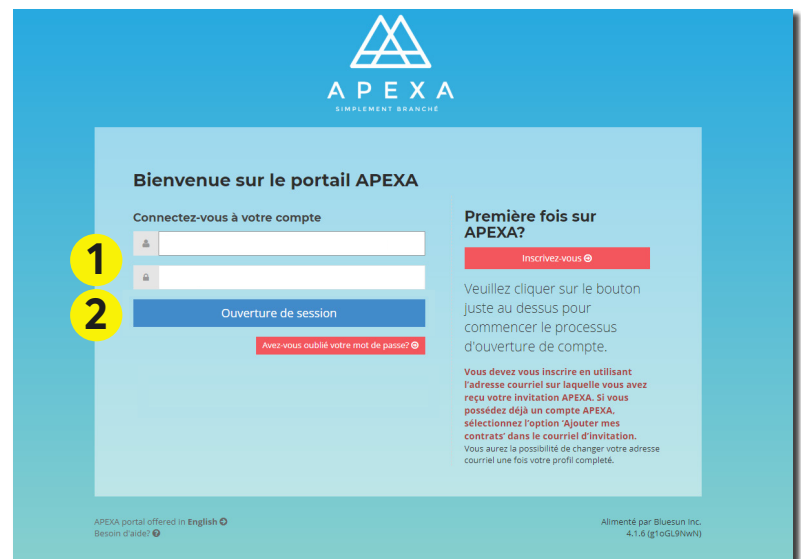 APEXA
SIMPLEMENT BRANCHÉ
Bienvenue sur le portail APEXA
Connectez-vous à votre compte
1
2
Ouverture de session
Avez-vous oublié votre mot de passe?
Première fois sur
APEXA?
Inscrivez-vous
Veuillez cliquer sur le bouton
juste au dessus pour
commencer le processus
d'ouverture de compte.
Vous devez vous inscrire en utilisant
l'adresse courriel sur laquelle vous avez
reçu votre invitation APEXA. Si vous
possédez déjà un compte APEXA,
sélectionnez l'option 'Ajouter mes
contrats' dans le courriel d'invitation.
Vous aurez la possibilité de changer votre adresse
courriel une fois votre profil completé.
APEXA portal offered in English
Besoin d'aide?
Alimenté par Bluesun Inc.
4.1.6 (g1oGL9NwN)